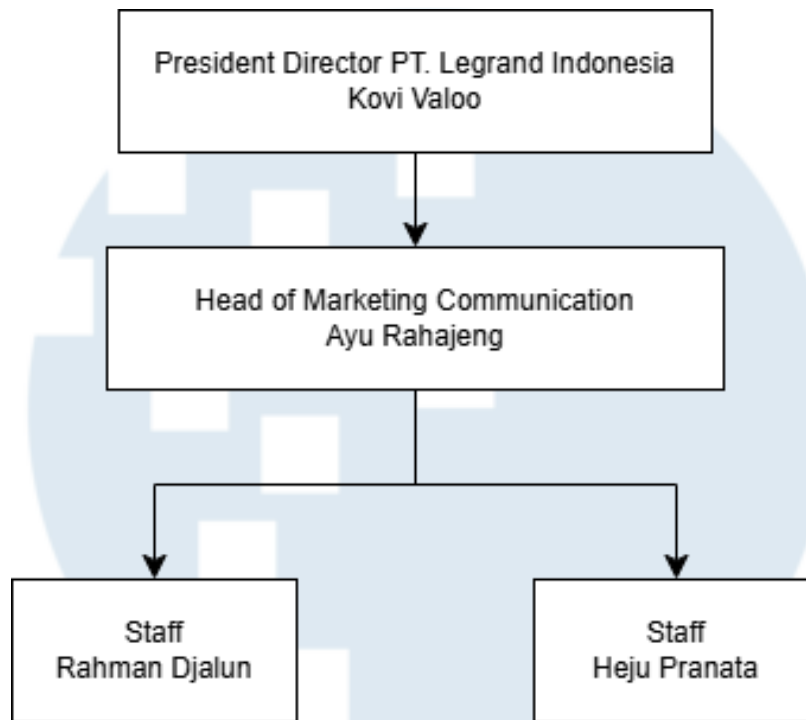 President Director PT. Legrand Indonesia
Kovi Valoo
Head of Marketing Communication
Ayu Rahajeng
Staff
Rahman Djalun
Staff
Heju Pranata